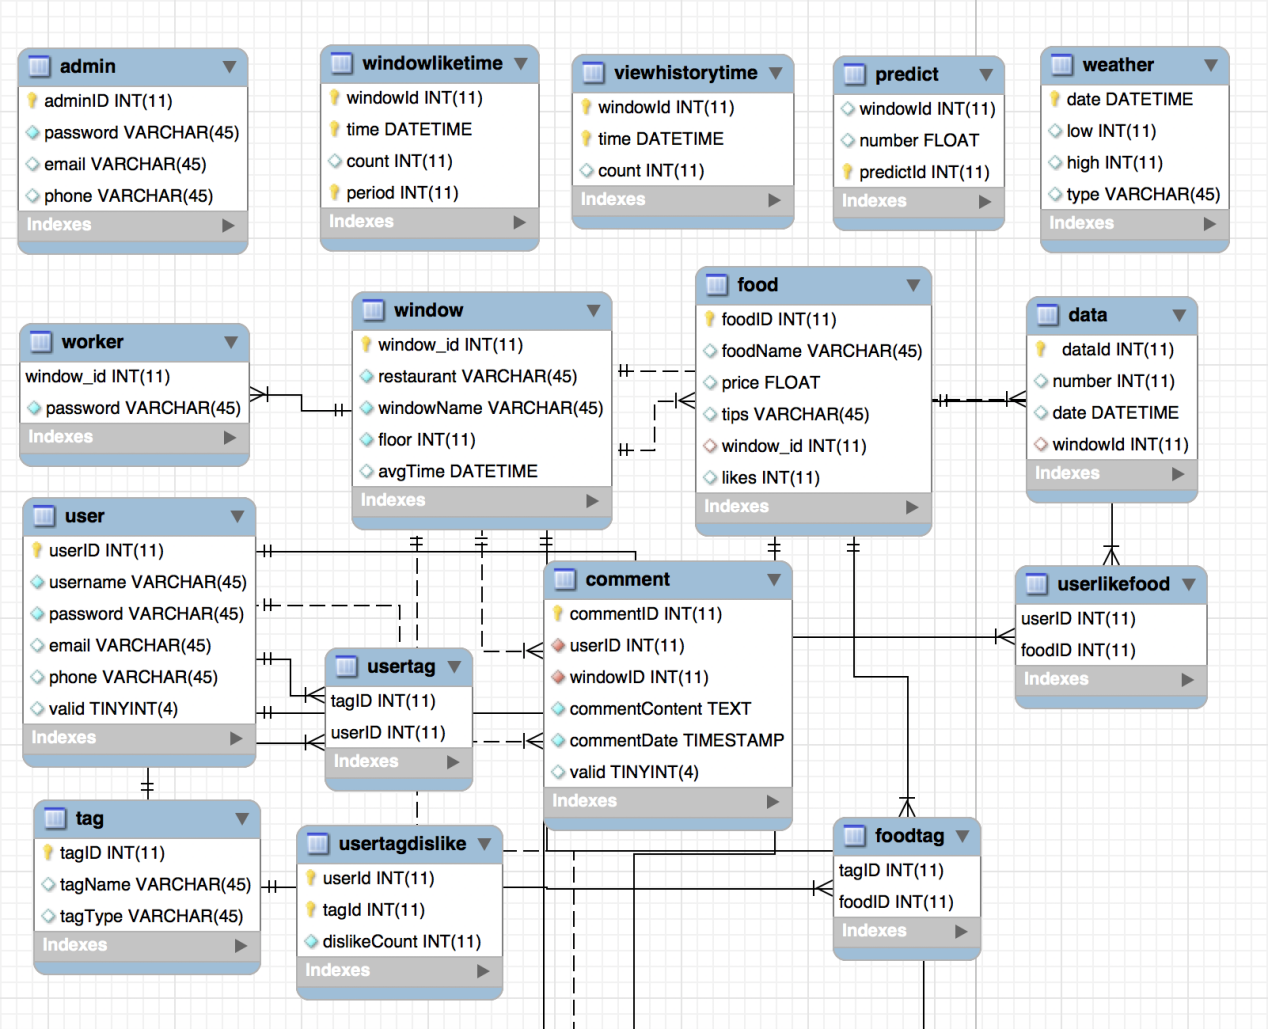 admin
adminID INT(11)
password VARCHAR(45)
email VARCHAR(45)
phone VARCHAR(45)
Indexes
windowliketime
windowId INT(11)
time DATETIME
count INT(11)
period INT(11)
Indexes
viewhistorytime
windowId INT(11)
time DATETIME
count INT(11)
Indexes
predict
windowId INT(11)
number FLOAT
predictId INT(11)
Indexes
weather
date DATETIME
low INT(11)
high INT(11)
type VARCHAR(45)
Indexes
worker
window_id INT(11)
password VARCHAR(45)
Indexes
window
window_id INT(11)
restaurant VARCHAR(45)
windowName VARCHAR(45)
floor INT(11)
avgTime DATETIME
Indexes
food
foodID INT(11)
foodName VARCHAR(45)
price FLOAT
tips VARCHAR(45)
window_id INT(11)
likes INT(11)
Indexes
data
dataId INT(11)
number INT(11)
date DATETIME
windowId INT(11)
Indexes
user
userID INT(11)
username VARCHAR(45)
password VARCHAR(45)
email VARCHAR(45)
phone VARCHAR(45)
valid TINYINT(4)
Indexes
usertag
tagID INT(11)
userID INT(11)
Indexes
comment
commentID INT(11)
userID INT(11)
windowID INT(11)
commentContent TEXT
commentDate TIMESTAMP
valid TINYINT(4)
Indexes
userlikefood
userID INT(11)
foodID INT(11)
Indexes
tag
tagID INT(11)
tagName VARCHAR(45)
tagType VARCHAR(45)
Indexes
usertagdislike
userId INT(11)
tagId INT(11)
dislikeCount INT(11)
Indexes
foodtag
tagID INT(11)
foodID INT(11)
Indexes